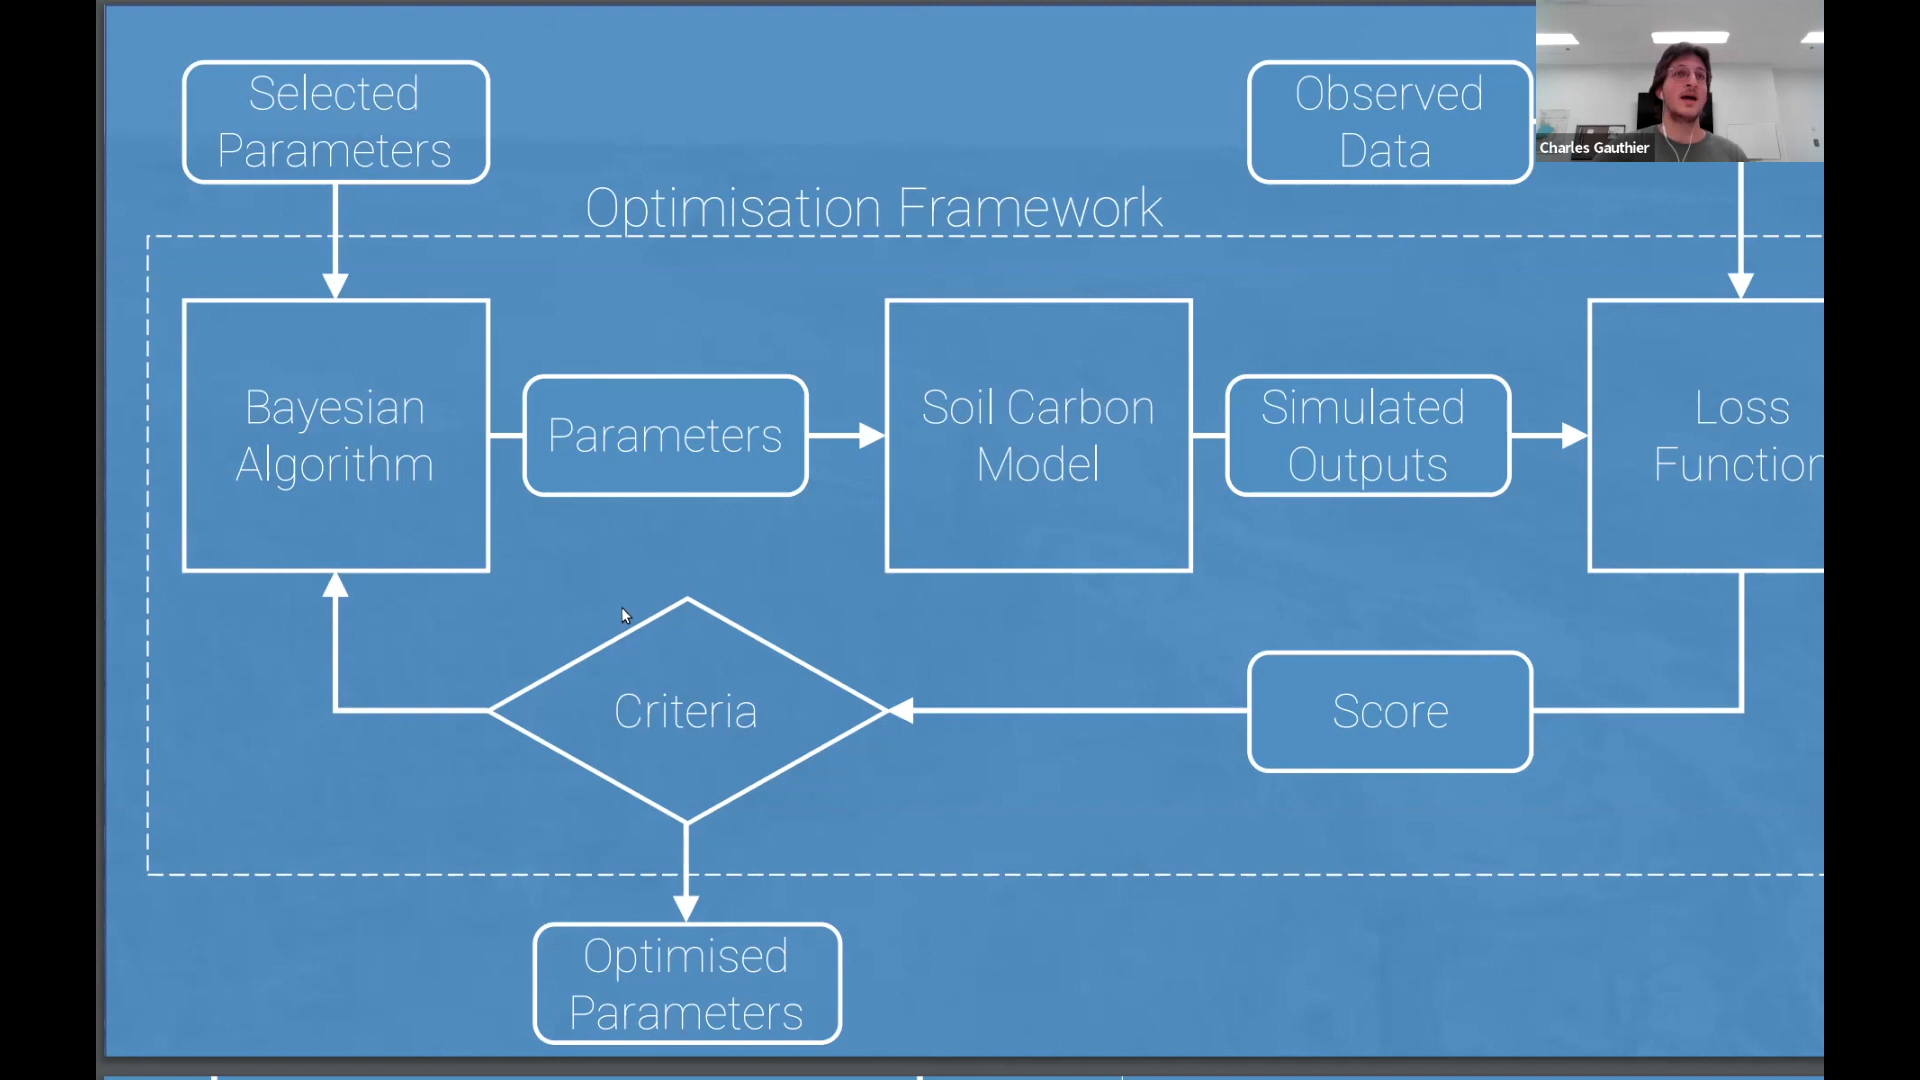 Selected
Parameters
Observed
Data
Charles Gauthier
Optimisation Framework
Bayesian
Algorithm
Parameters
Soil Carbon
Model
Simulated
Outputs
Loss
Function
Criteria
Score
Optimised
Parameters